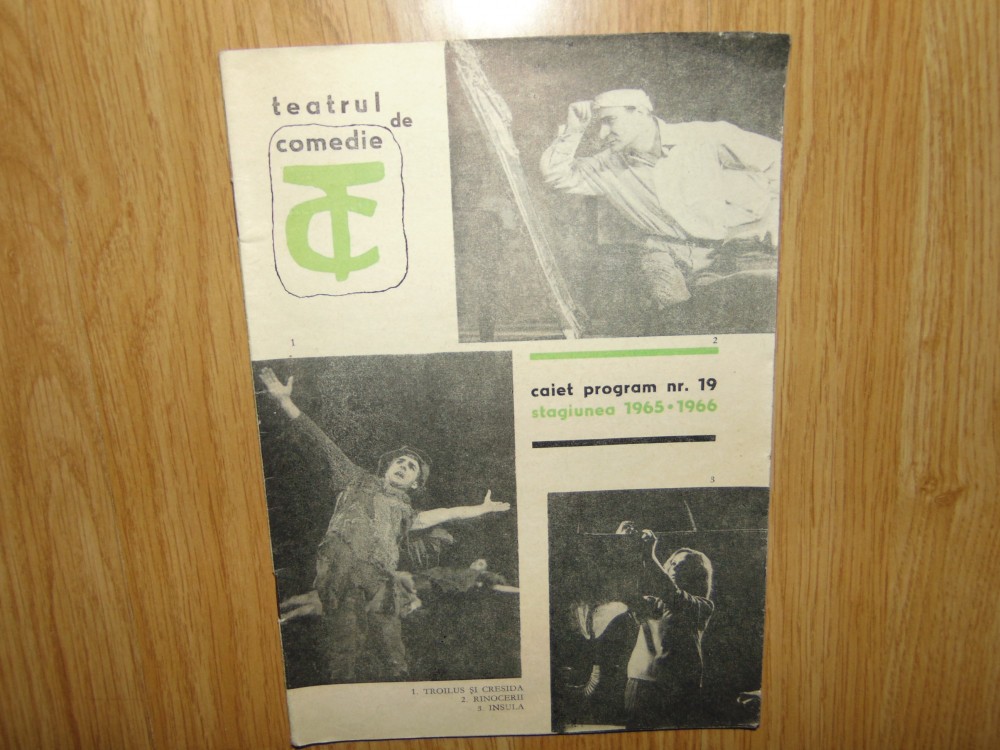 teatrul
de
comedie
TC
1
2
caiet program nr. 19
stagiunea 1965•1966
3
1. TROILUS ȘI CRESIDA
2. RINOCERII
3. INSULA